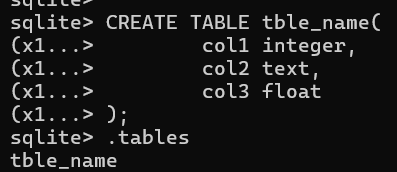 sqlite> CREATE TABLE tble_name(
(x1...>         col1 integer,
(x1...>         col2 text,
(x1...>         col3 float
(x1...> );
sqlite> .tables
tble_name